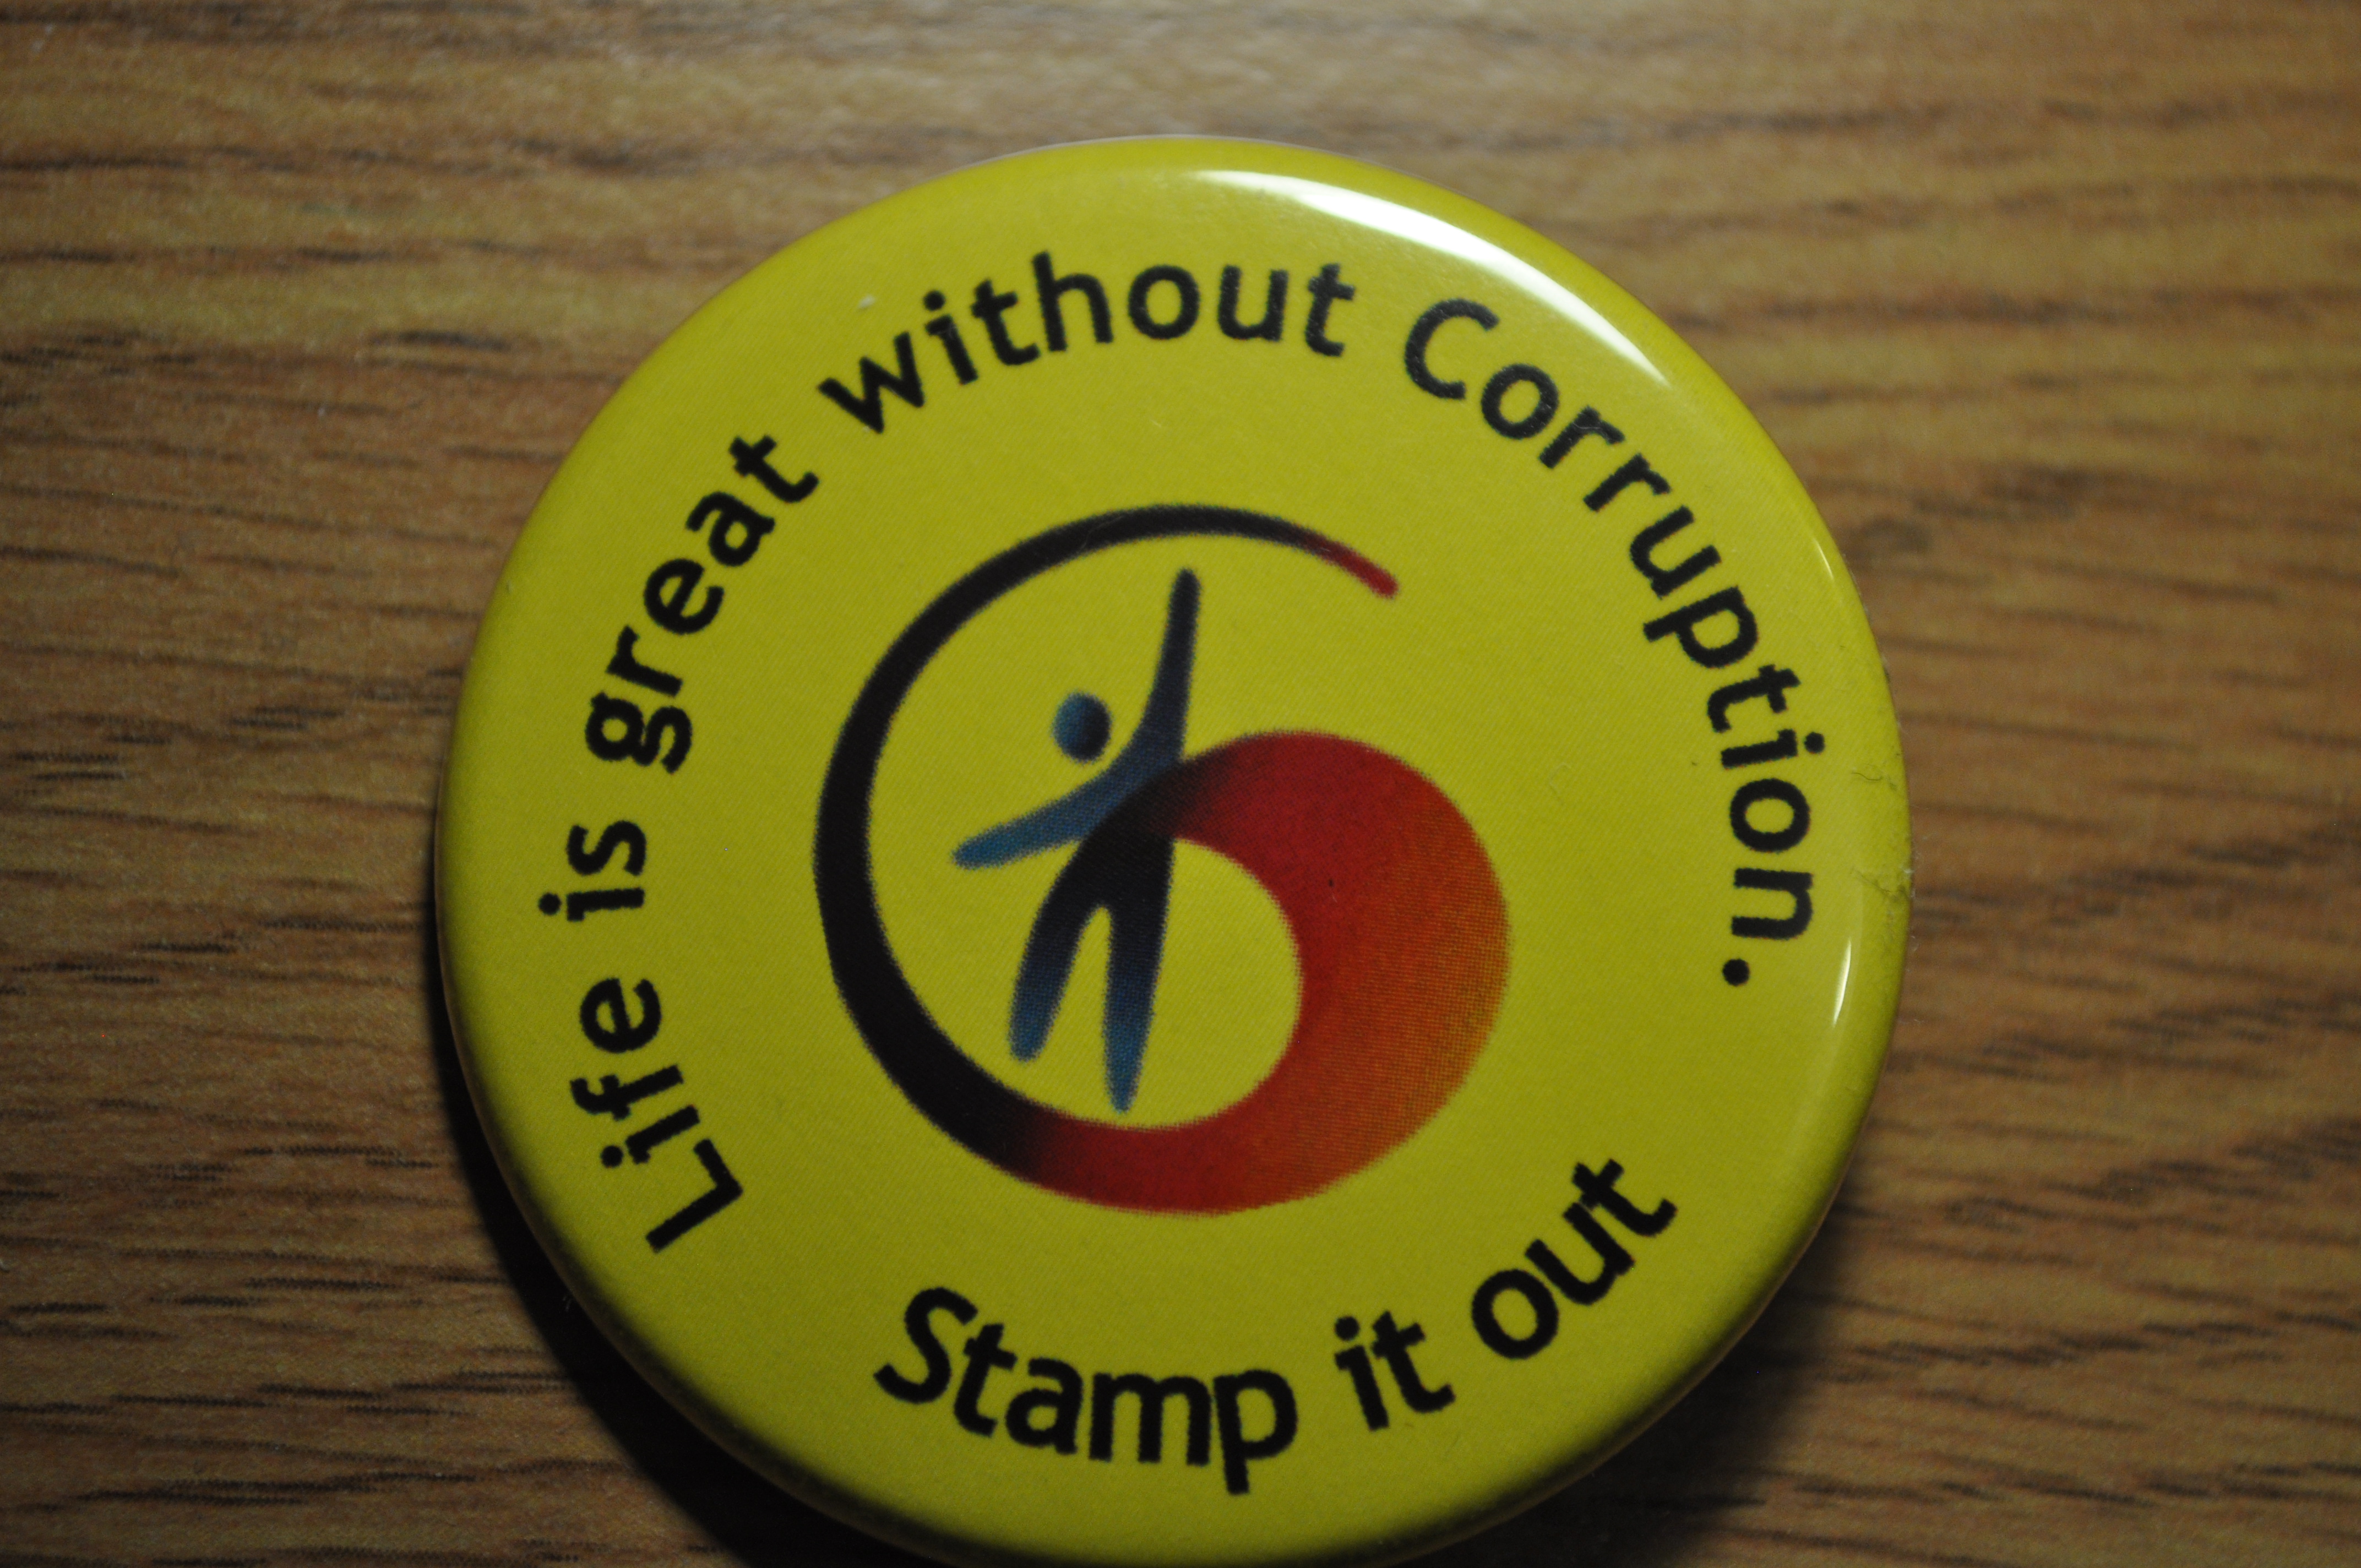 Life is great without Corruption.
Stamp it out